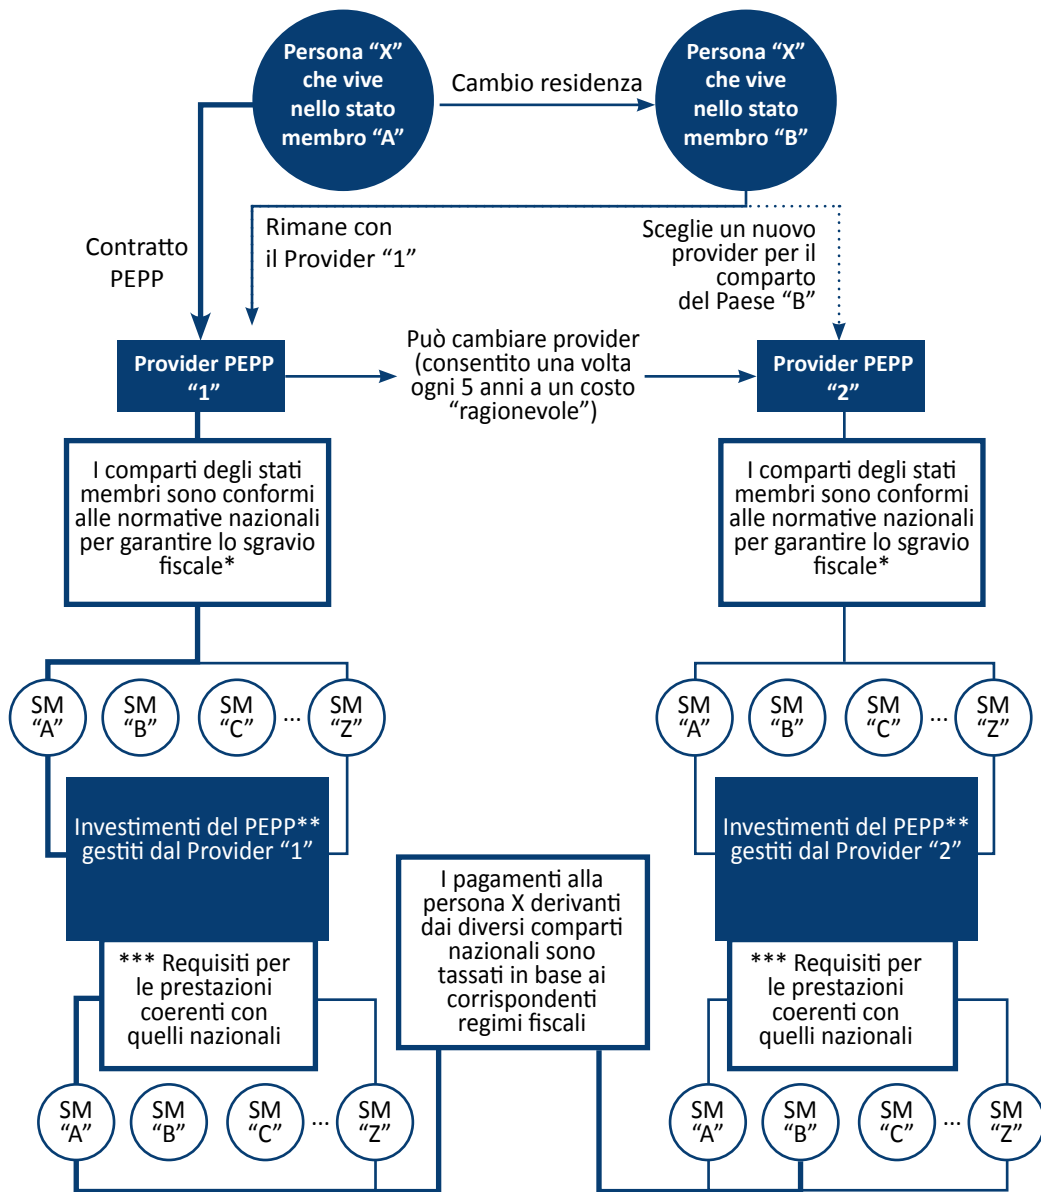 Persona “X”
che vive
nello stato
membro “A”
Cambio residenza
Persona “X”
che vive
nello stato
membro “B”
Contratto
PEPP
Rimane con
il Provider “1”
Sceglie un nuovo
provider per il
comparto
del Paese “B”
Provider PEPP
“1”
Può cambiare provider
(consentito una volta
ogni 5 anni a un costo
“ragionevole”)
Provider PEPP
“2”
I comparti degli stati
membri sono conformi
alle normative nazionali
per garantire lo sgravio
fiscale*
I comparti degli stati
membri sono conformi
alle normative nazionali
per garantire lo sgravio
fiscale*
SM
“A”
SM
“B”
SM
“C”
...
SM
“Z”
SM
“A”
SM
“B”
SM
“C”
...
SM
“Z”
Investimenti del PEPP**
gestiti dal Provider “1”
Investimenti del PEPP**
gestiti dal Provider “2”
I pagamenti alla
persona X derivanti
dai diversi comparti
nazionali sono
tassati in base ai
corrispondenti
regimi fiscali
*** Requisiti per
le prestazioni
coerenti con
quelli nazionali
*** Requisiti per
le prestazioni
coerenti con
quelli nazionali
SM
“A”
SM
“B”
SM
“C”
...
SM
“Z”
SM
“A”
SM
“B”
SM
“C”
...
SM
“Z”